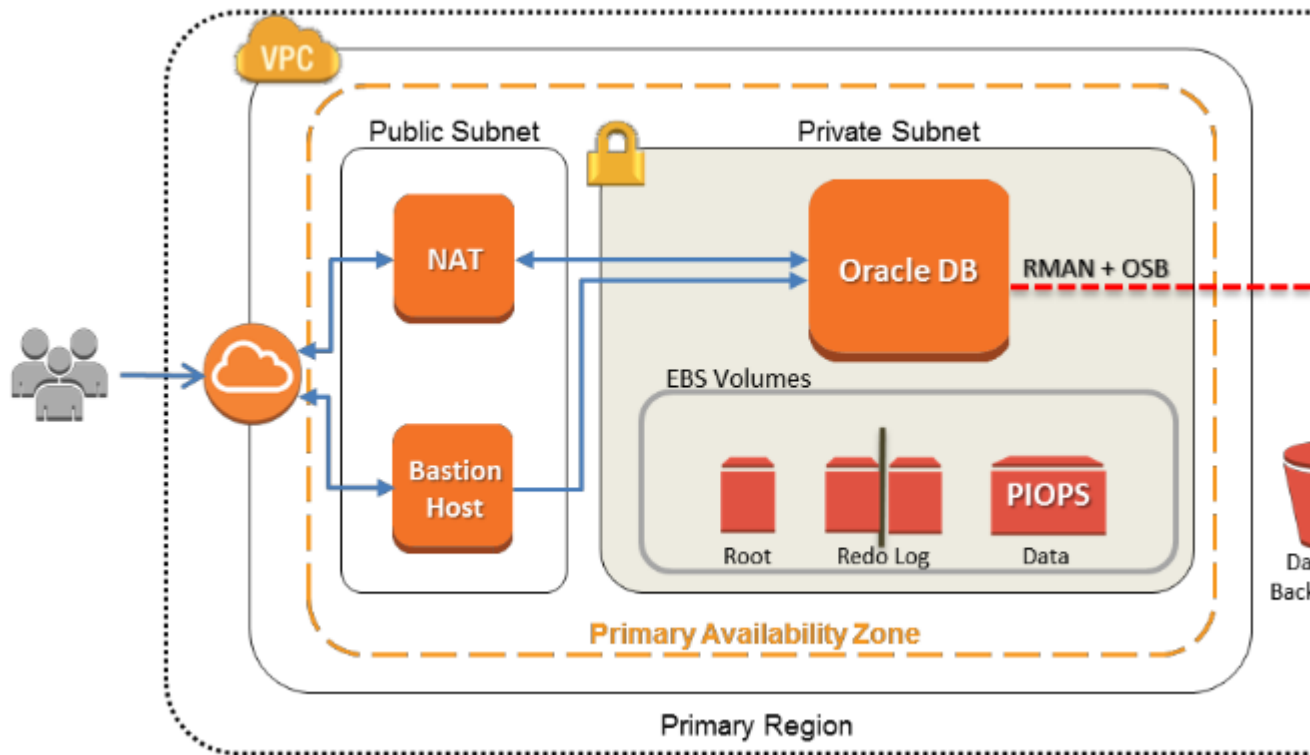 VPC
Public Subnet
Private Subnet
NAT
Oracle DB
RMAN + OSB
EBS Volumes
Bastion
Host
PIOPS
Root
Redo Log
Data
Primary Availability Zone
Primary Region